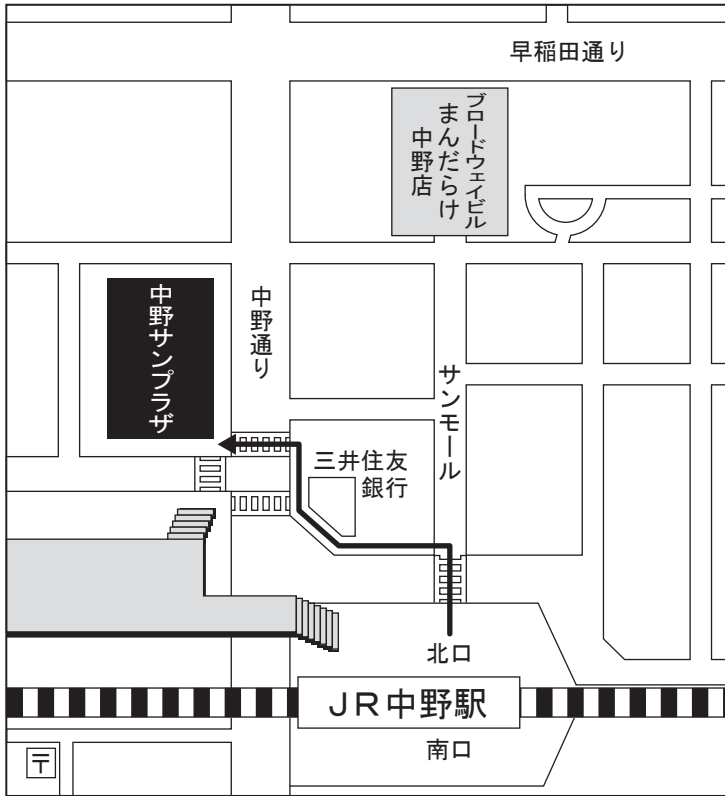 早稲田通り
ブロードウェイビル
まんだらけ
中野店
中野サンプラザ
中野通り
サンモール
三井住友
銀行
北口
JR中野駅
南口
〒